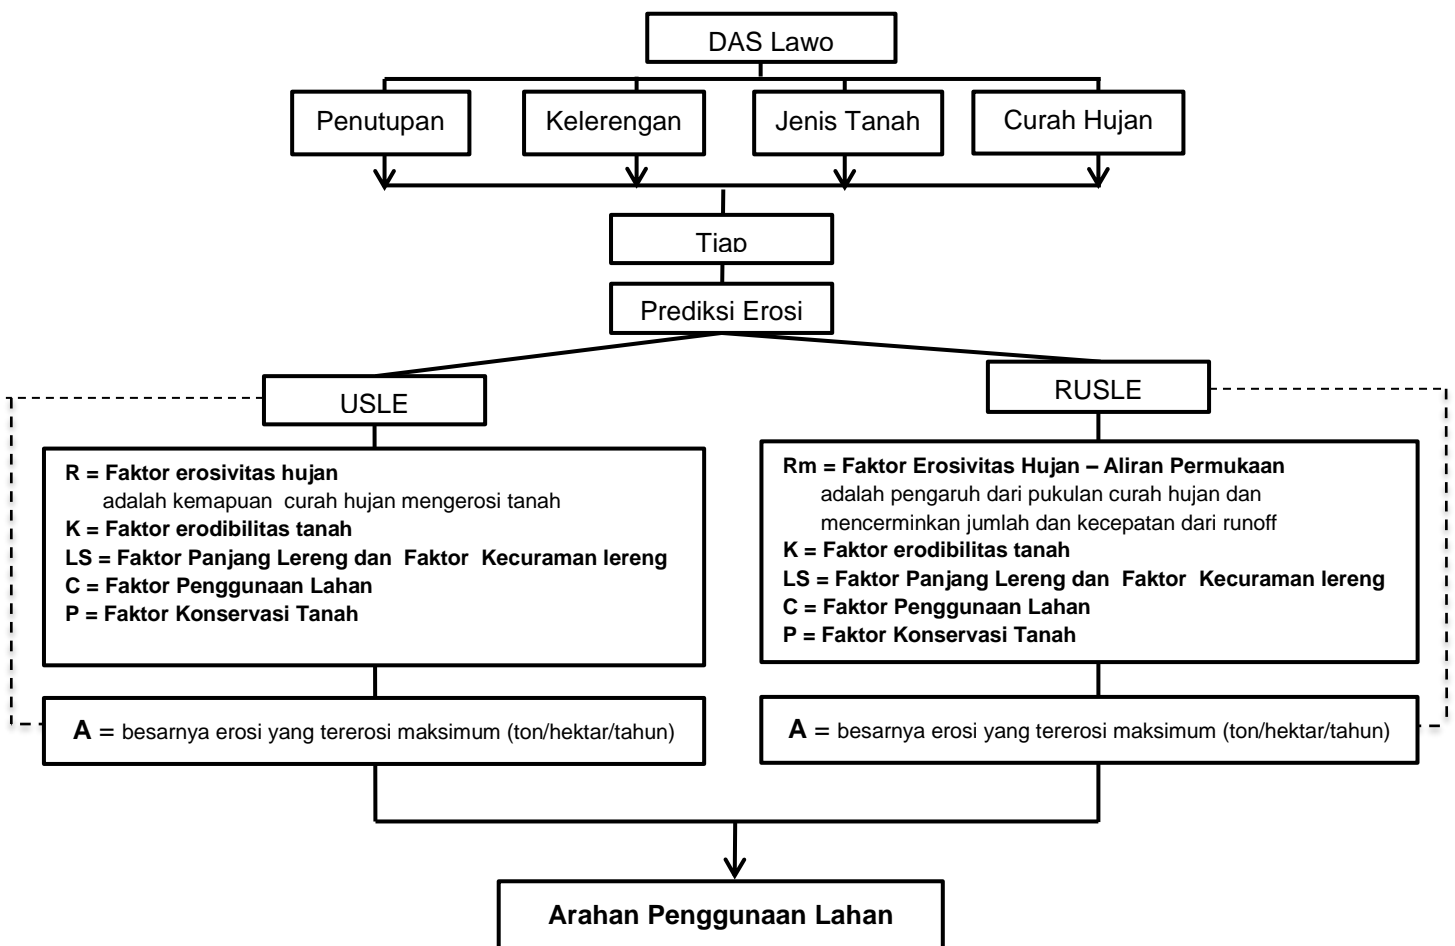 DAS Lawo
Penutupan
Kelerengan
Jenis Tanah
Curah Hujan
Tiap
Prediksi Erosi
USLE
RUSLE
R = Faktor erosivitas hujan
adalah kemapuan curah hujan mengerosi tanah
K = Faktor erodibilitas tanah
LS = Faktor Panjang Lereng dan Faktor Kecuraman lereng
C = Faktor Penggunaan Lahan
P = Faktor Konservasi Tanah
Rm = Faktor Erosivitas Hujan – Aliran Permukaan
adalah pengaruh dari pukulan curah hujan dan
mencerminkan jumlah dan kecepatan dari runoff
K = Faktor erodibilitas tanah
LS = Faktor Panjang Lereng dan Faktor Kecuraman lereng
C = Faktor Penggunaan Lahan
P = Faktor Konservasi Tanah
A = besarnya erosi yang tererosi maksimum (ton/hektar/tahun)
A = besarnya erosi yang tererosi maksimum (ton/hektar/tahun)
Arahan Penggunaan Lahan